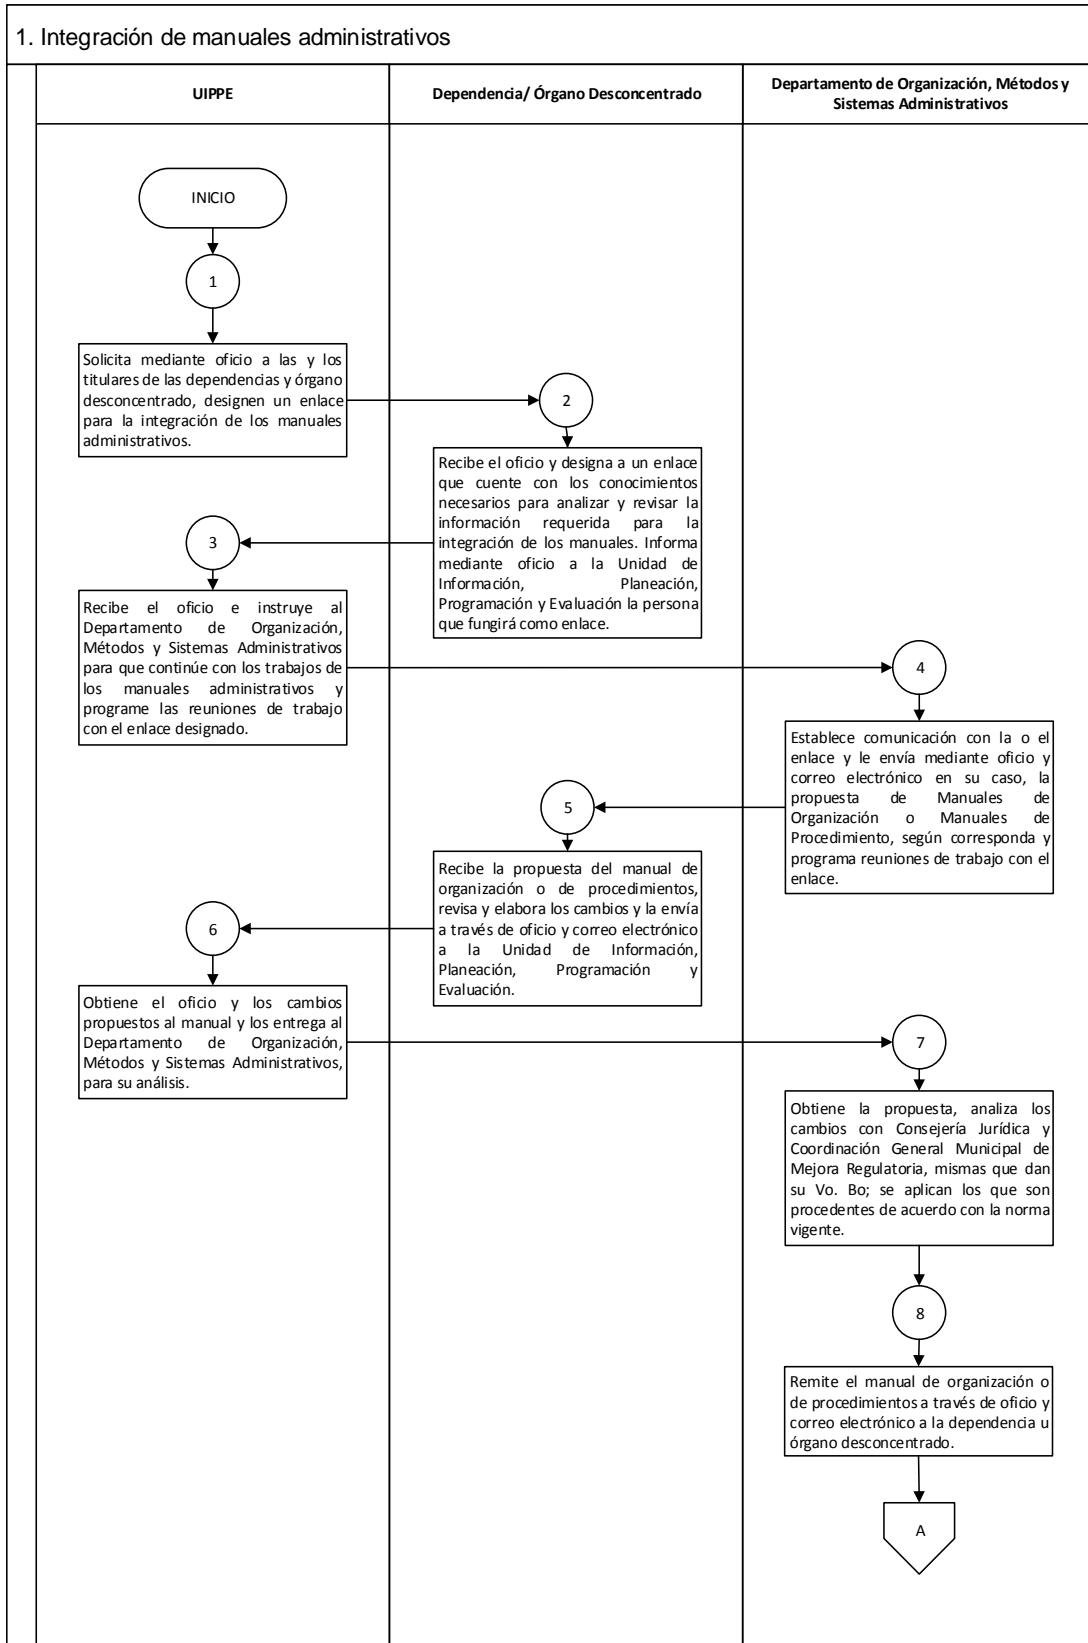 1. Integración de manuales administrativos
UIPPE
Dependencia/ Órgano Desconcentrado
Departamento de Organización, Métodos y
Sistemas Administrativos
INICIO
1
Solicita mediante oficio a las y los
titulares de las dependencias y órgano
desconcentrado, designen un enlace
para la integración de los manuales
administrativos.
2
Recibe el oficio y designa a un enlace
que cuente con los conocimientos
necesarios para analizar y revisar la
información requerida para la
integración de los manuales. Informa
mediante oficio a la Unidad de
Información, Planeación,
Programación y Evaluación la persona
que fungirá como enlace.
3
Recibe el oficio e instruye al
Departamento de Organización,
Métodos y Sistemas Administrativos
para que continúe con los trabajos de
los manuales administrativos y
programe las reuniones de trabajo
con el enlace designado.
4
Establece comunicación con la o el
enlace y le envía mediante oficio y
correo electrónico en su caso, la
propuesta de Manuales de
Organización o Manuales de
Procedimiento, según corresponda y
programa reuniones de trabajo con el
enlace.
5
Recibe la propuesta del manual de
organización o de procedimientos,
revisa y elabora los cambios y la envía
a través de oficio y correo electrónico
a la Unidad de Información,
Planeación, Programación y
Evaluación.
6
Obtiene el oficio y los cambios
propuestos al manual y los entrega al
Departamento de Organización,
Métodos y Sistemas Administrativos,
para su análisis.
7
Obtiene la propuesta, analiza los
cambios con Consejería Jurídica y
Coordinación General Municipal de
Mejora Regulatoria, mismas que dan
su Vo. Bo; se aplican los que son
procedentes de acuerdo con la norma
vigente.
8
Remite el manual de organización o
de procedimientos a través de oficio y
correo electrónico a la dependencia u
órgano desconcentrado.
A